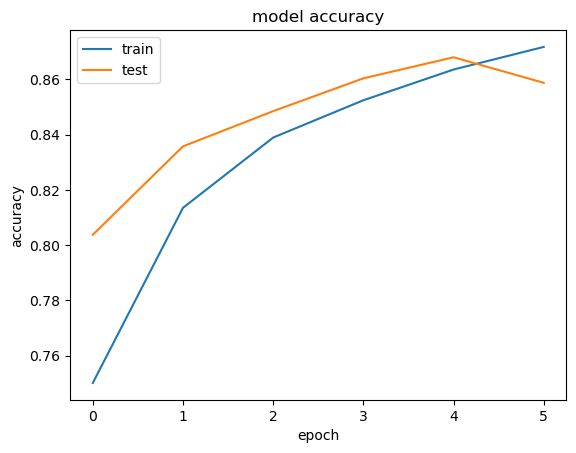 model accuracy
train
test
accuracy
0.86
0.84
0.82
0.80
0.78
0.76
0 1 2 3 4 5
epoch